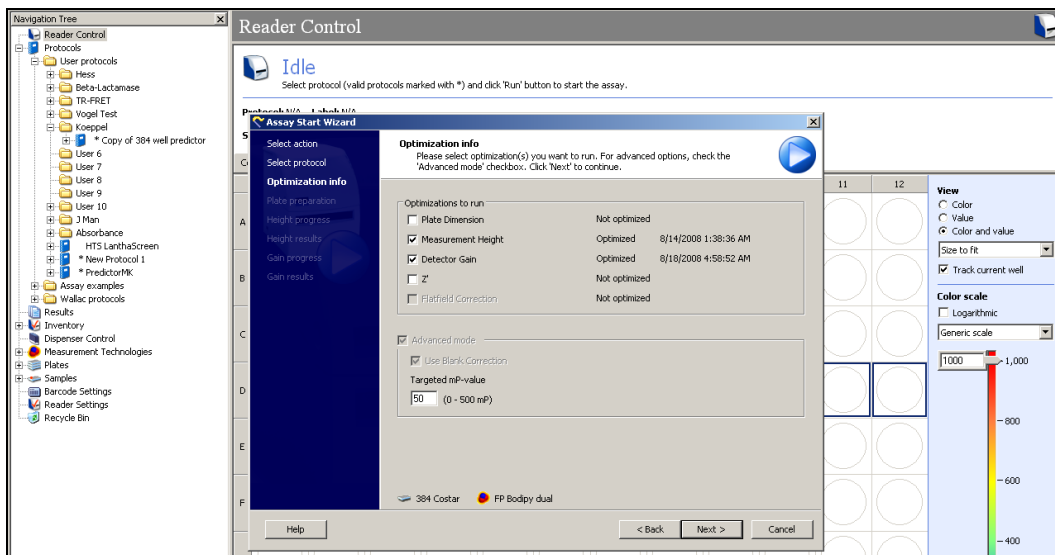 Navigation Tree
Reader Control
Protocols
User protocols
Hess
Beta-Lactamase
TR-FRET
Vogel Test
Koeppel
* Copy of 384 well predictor
User 6
User 7
User 8
User 9
User 10
J Man
Absorbance
HTS LanthaScreen
* New Protocol 1
* PredictorMK
Assay examples
Wallac protocols
Results
Inventory
Dispenser Control
Measurement Technologies
Plates
Samples
Barcode Settings
Reader Settings
Recycle Bin
Reader Control
Idle
Select protocol (valid protocols marked with *) and click 'Run' button to start the assay.
Assay Start Wizard
Select action
Select protocol
Optimization info
Plate preparation
Height progress
Height results
Gain progress
Gain results
Optimization info
Please select optimization(s) you want to run. For advanced options, check the
'Advanced mode' checkbox. Click 'Next' to continue.
Optimizations to run
Plate Dimension Not optimized
Measurement Height Optimized 8/14/2008 1:38:36 AM
Detector Gain Optimized 8/18/2008 4:58:52 AM
Z' Not optimized
Flatfield Correction Not optimized
Advanced mode
Use Blank Correction
Targeted mP-value
50 (0 - 500 mP)
384 Costar FP Bodipy dual
Help < Back Next > Cancel
11 12
A
B
C
D
E
F
View
Color
Value
Color and value
Size to fit
Track current well
Color scale
Logarithmic
Generic scale
1000 1,000
800
600
400